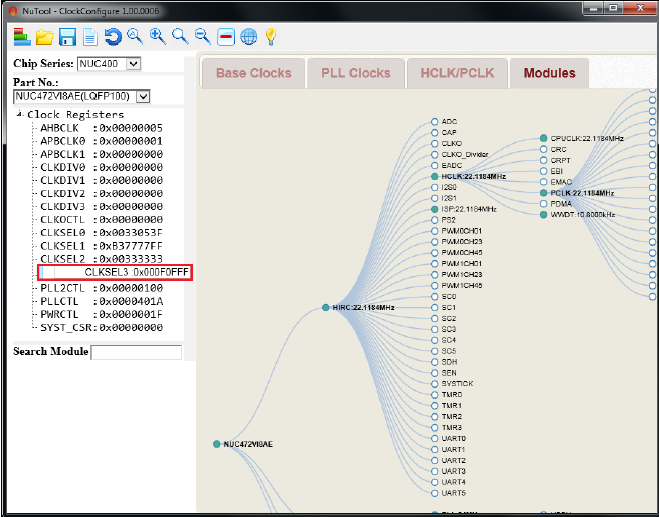 NuTool - ClockConfigure 1.00.0006
Chip Series: NUC400
Part No.:
NUC472VI8AE(LQFP100)
Clock Registers
AHBCLK :0x00000005
APBCLK0 :0x00000001
APBCLK1 :0x00000000
CLKDIV0 :0x00000000
CLKDIV1 :0x00000000
CLKDIV2 :0x00000000
CLKDIV3 :0x00000000
CLKOCTL :0x00000000
CLKSEL0 :0x0033053F
CLKSEL1 :0xB37777FF
CLKSEL2 :0x00333333
CLKSEL3 :0x000F0FFF
PLL2CTL :0x00000100
PLLCTL :0x0000401A
PWRCTL :0x0000001F
SYST_CSR:0x00000000
Search Module
Base Clocks
PLL Clocks
HCLK/PCLK
Modules
NUC472VI8AE
HIRC:22.1184MHz
ADC
CAP
CLKO
CLKO_Divider
EADC
HCLK:22.1184MHz
I2S0
I2S1
ISP:22.1184MHz
PS2
PWM0CH01
PWM0CH23
PWM0CH45
PWM1CH01
PWM1CH23
PWM1CH45
SC0
SC1
SC2
SC3
SC4
SC5
SDH
SEN
SYSTICK
TMR0
TMR1
TMR2
TMR3
UART0
UART1
UART2
UART3
UART4
UART5
CPUCLK:22.1184MHz
CRC
CRPT
EBI
EMAC
PCLK:22.1184MHz
PDMA
WWDT:10.8000kHz